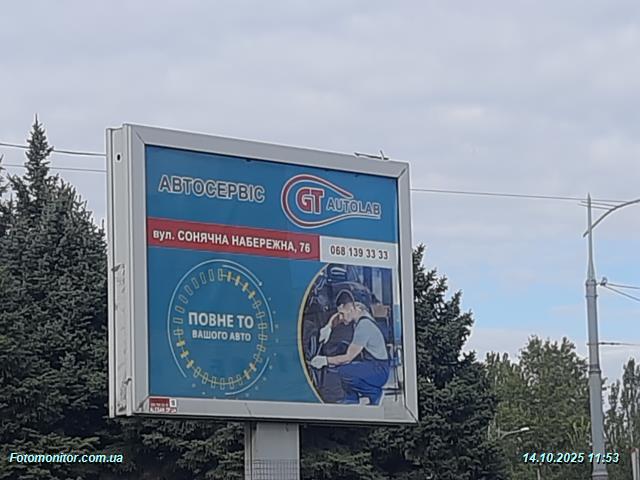 АВТОСЕРВІС
GT AUTOLAB
вул. СОНЯЧНА НАБЕРЕЖНА, 76
068 139 33 33
ПОВНЕ ТО
ВАШОГО АВТО
Fotomonitor.com.ua
14.10.2025 11:53